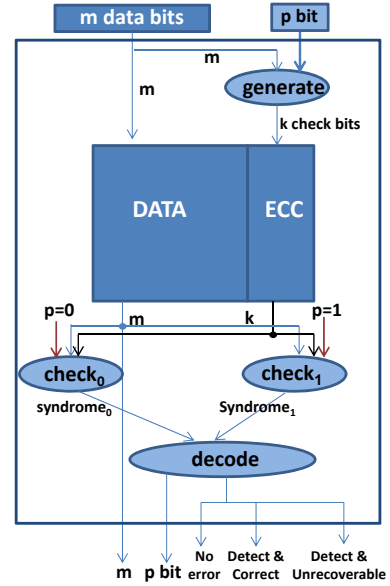 m data bits
p bit
m
generate
m
k check bits
DATA
ECC
p=0
m
k
p=1
check0
check1
syndrome0
Syndrome1
decode
m
p bit
No
error
Detect &
Correct
Detect &
Unrecoverable